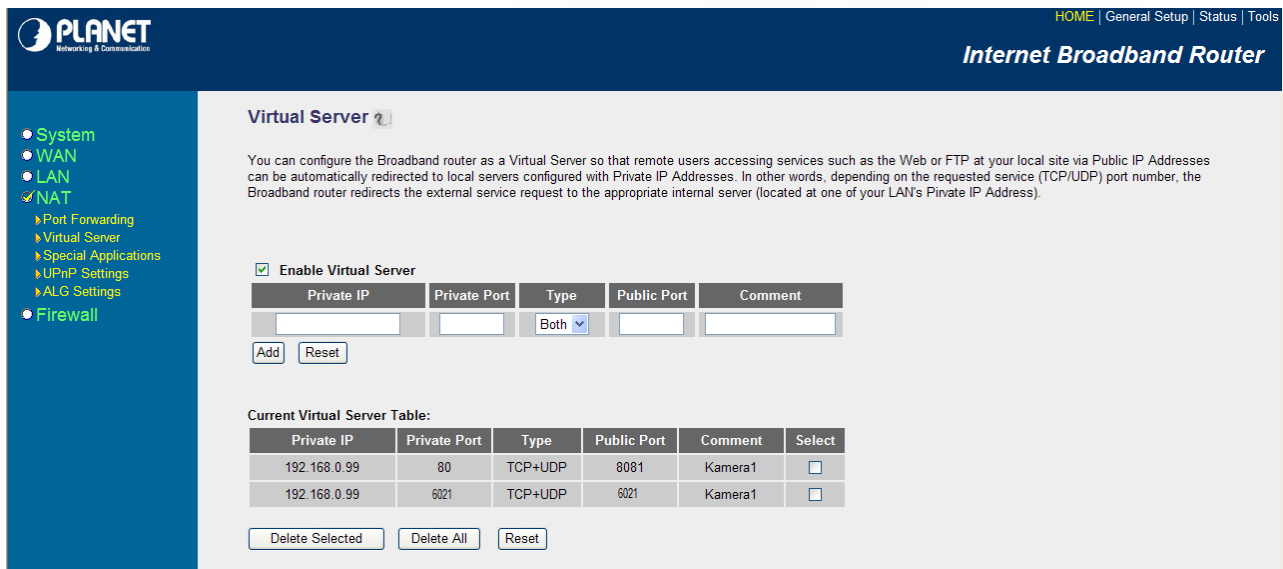 PLANET
Networking & Communication
HOME | General Setup | Status | Tools
Internet Broadband Router
System
WAN
LAN
NAT
Port Forwarding
Virtual Server
Special Applications
UPnP Settings
ALG Settings
Firewall
Virtual Server
You can configure the Broadband router as a Virtual Server so that remote users accessing services such as the Web or FTP at your local site via Public IP Addresses
can be automatically redirected to local servers configured with Private IP Addresses. In other words, depending on the requested service (TCP/UDP) port number, the
Broadband router redirects the external service request to the appropriate internal server (located at one of your LAN's Pinvate IP Address).
Enable Virtual Server
Private IP Private Port Type Public Port Comment
Both
Add Reset
Current Virtual Server Table:
Private IP Private Port Type Public Port Comment Select
192.168.0.99 80 TCP+UDP 8081 Kamera1
192.168.0.99 6021 TCP+UDP 6021 Kamera1
Delete Selected Delete All Reset